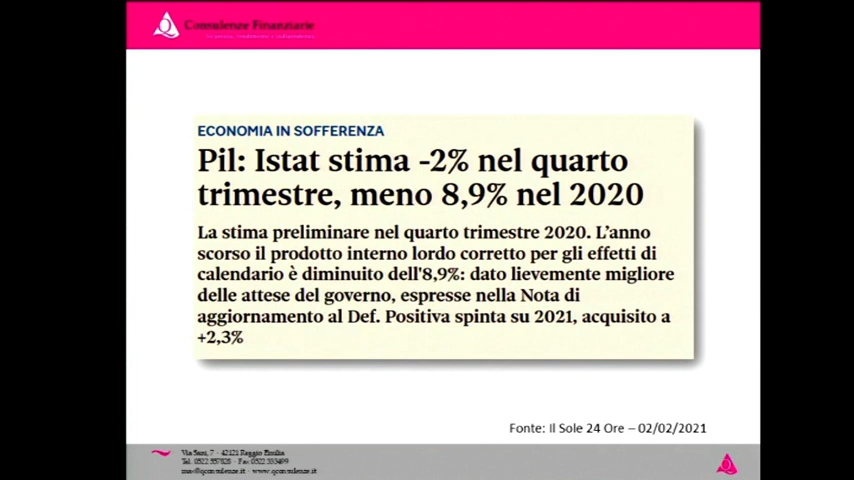 Consulenze Finanziarie
ECONOMIA IN SOFFERENZA
Pil: Istat stima -2% nel quarto
trimestre, meno 8,9% nel 2020
La stima preliminare nel quarto trimestre 2020. L'anno
scorso il prodotto interno lordo corretto per gli effetti di
calendario è diminuito dell'8,9%: dato lievemente migliore
delle attese del governo, espresse nella Nota di
aggiornamento al Def. Positiva spinta su 2021, acquisito a
+2,3%
Fonte: Il Sole 24 Ore – 02/02/2021
Via Sani, 7 - 42121 Reggio Emilia